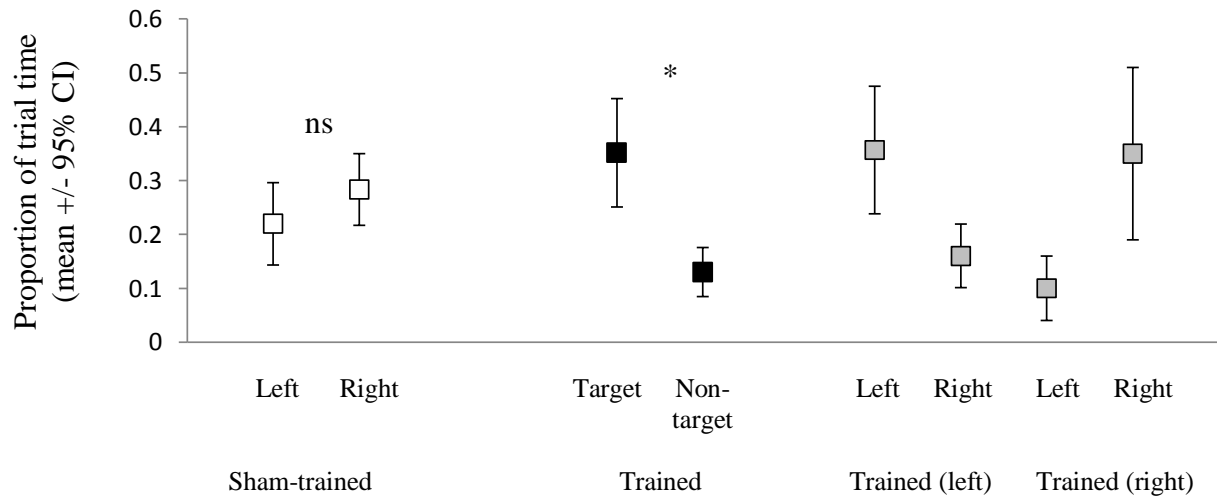 Proportion of trial time
(mean +/- 95% CI)
0.6
0.5
0.4
0.3
0.2
0.1
0
ns
*
Left Right Target Non-target Left Right Left Right
Sham-trained Trained Trained (left) Trained (right)